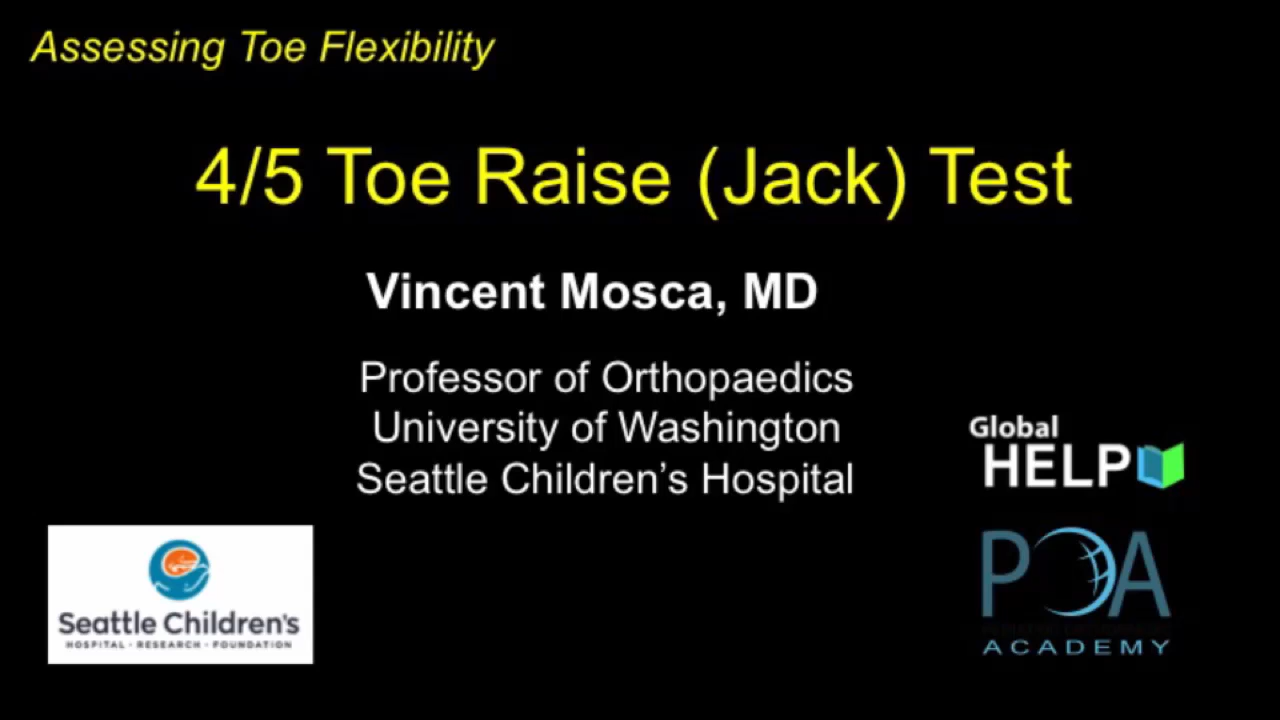 Assessing Toe Flexibility
4/5 Toe Raise (Jack) Test
Vincent Mosca, MD
Professor of Orthopaedics
University of Washington
Seattle Children's Hospital
Global
HELP
POA
ACADEMY
Seattle Children's
HOSPITAL · RESEARCH · FOUNDATION